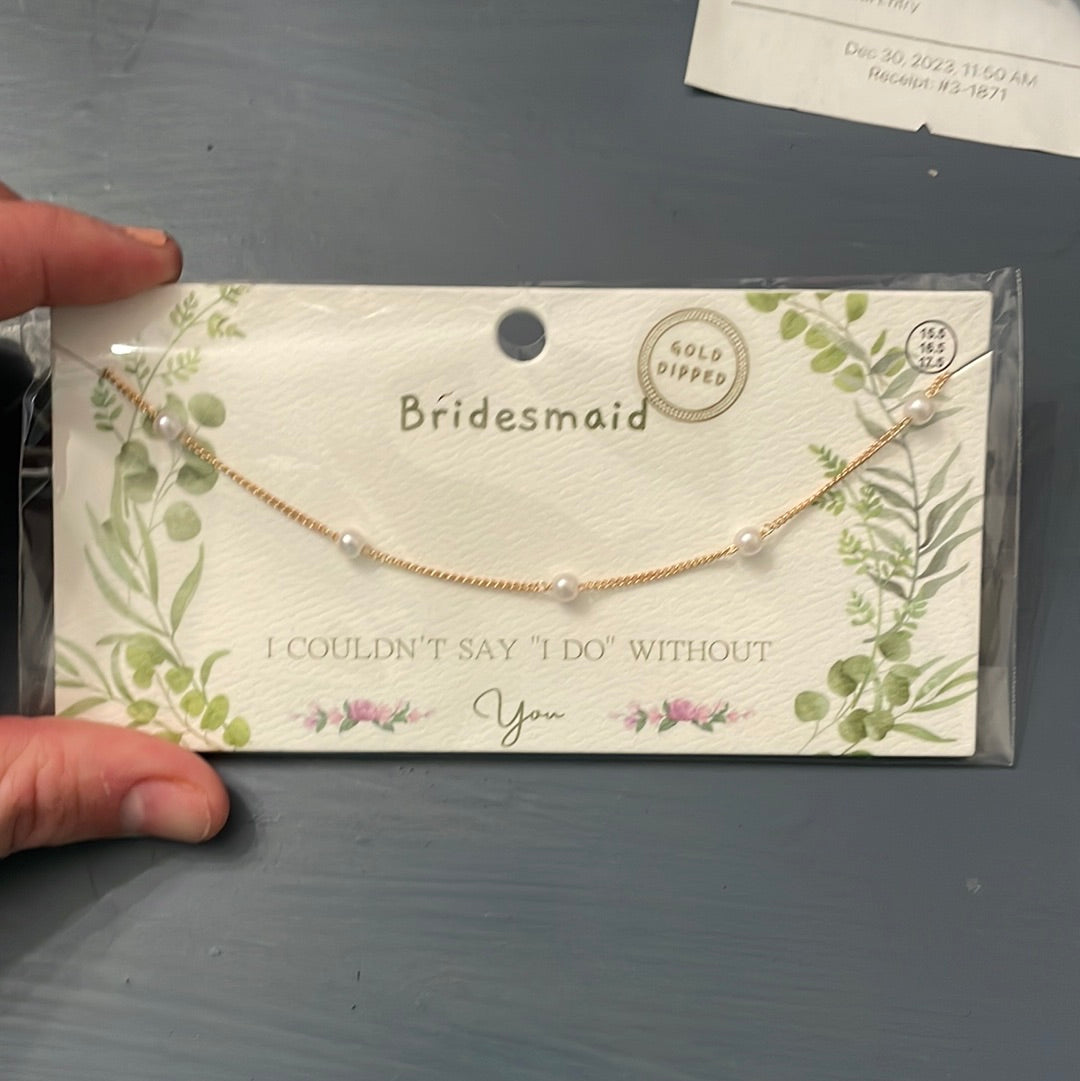 Dec 30, 2023, 11:50 AM
Receipt: #3-1871
GOLD
DIPPED
15.5
16.5
17.5
Bridesmaid
I COULDN'T SAY "I DO" WITHOUT
You